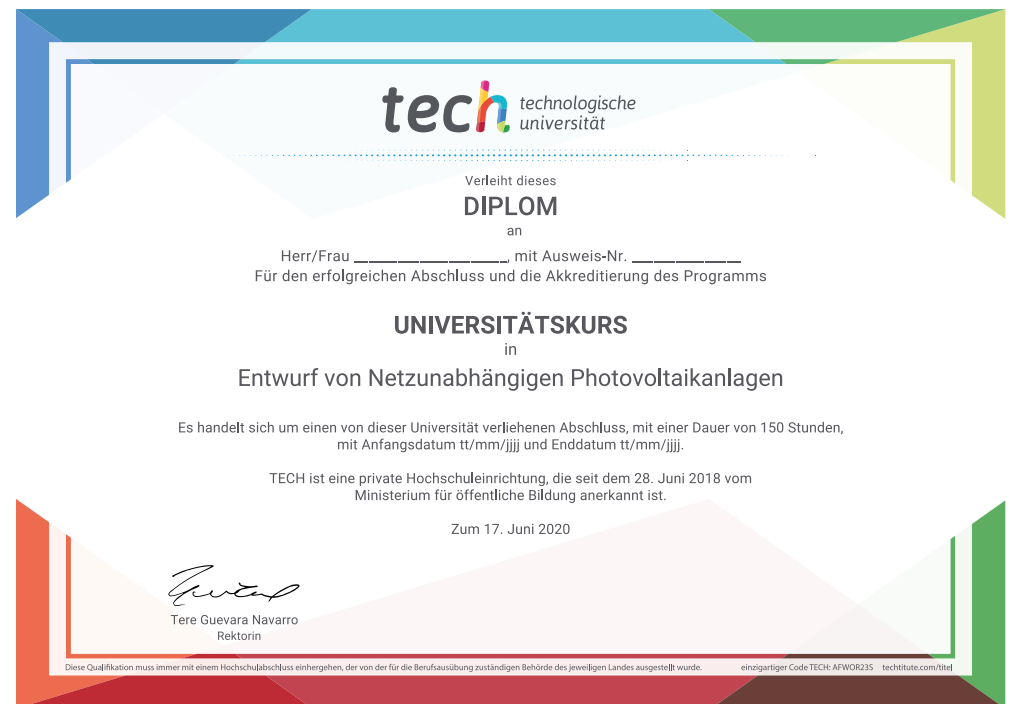 tech technologische
universität
Verleiht dieses
DIPLOM
an
Herr/Frau ____________________, mit Ausweis-Nr. ______________
Für den erfolgreichen Abschluss und die Akkreditierung des Programms
UNIVERSITÄTSKURS
in
Entwurf von Netzunabhängigen Photovoltaikanlagen
Es handelt sich um einen von dieser Universität verliehenen Abschluss, mit einer Dauer von 150 Stunden,
mit Anfangsdatum tt/mm/jjjj und Enddatum tt/mm/jjjj.
TECH ist eine private Hochschuleinrichtung, die seit dem 28. Juni 2018 vom
Ministerium für öffentliche Bildung anerkannt ist.
Zum 17. Juni 2020
Tere Guevara Navarro
Rektorin
Diese Qualifikation muss immer mit einem Hochschulabschluss einhergehen, der von der für die Berufsausübung zuständigen Behörde des jeweiligen Landes ausgestellt wurde. einzigartiger Code TECH: AFWOR23S techtitute.com/titel